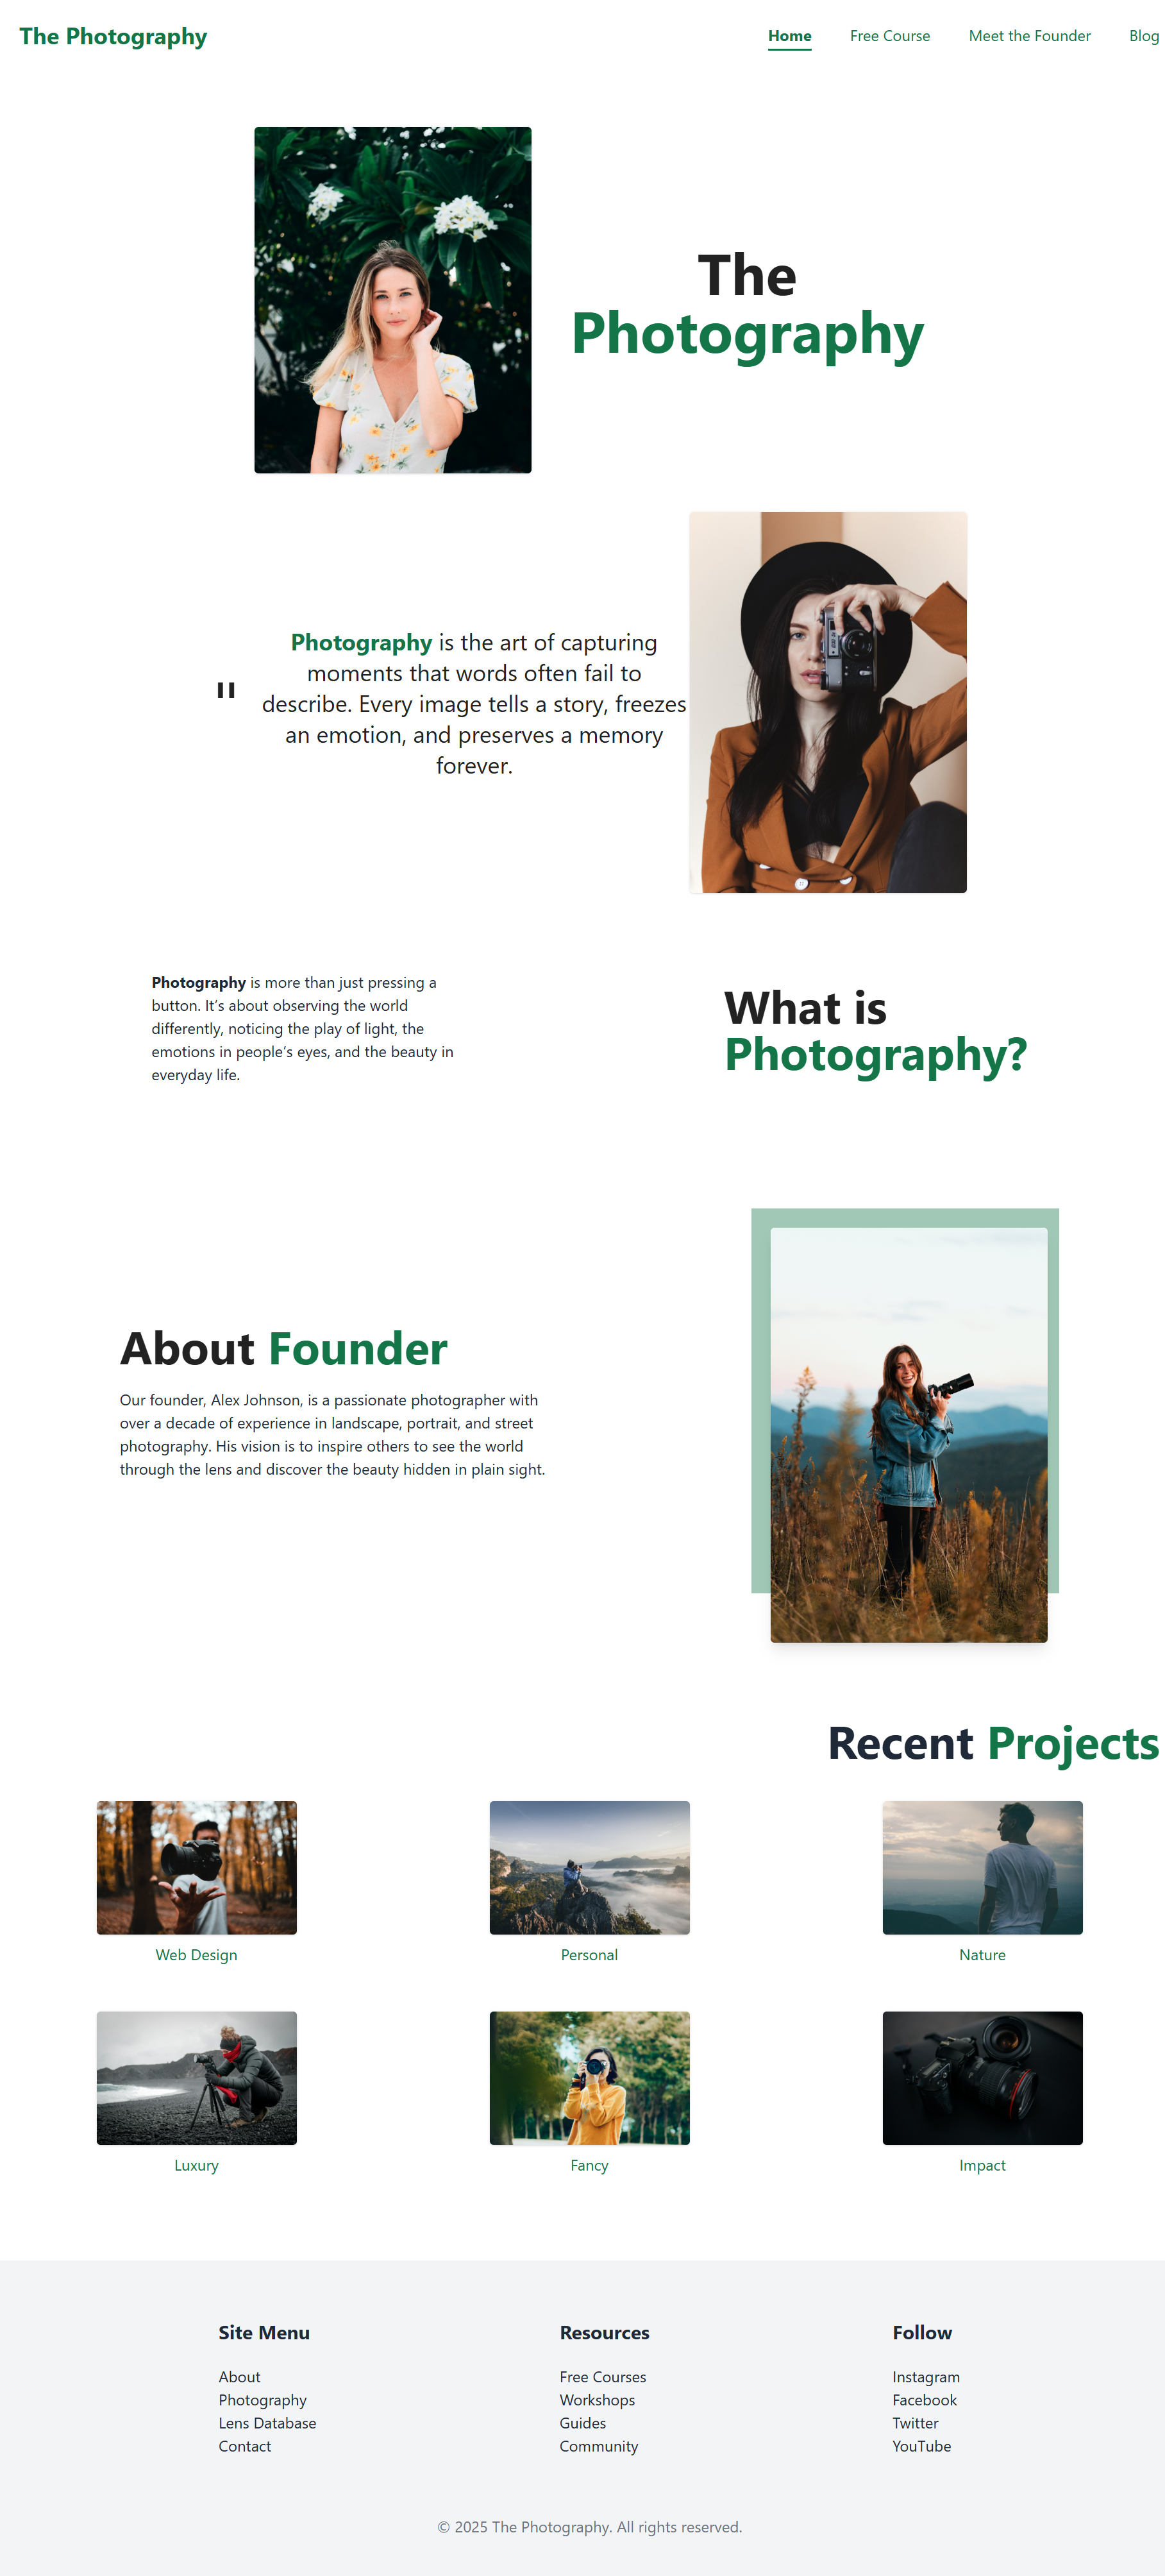 The Photography
Home
Free Course
Meet the Founder
Blog
The
Photography
"
Photography is the art of capturing
moments that words often fail to
describe. Every image tells a story, freezes
an emotion, and preserves a memory
forever.
Photography is more than just pressing a
button. It’s about observing the world
differently, noticing the play of light, the
emotions in people’s eyes, and the beauty in
everyday life.
What is
Photography?
About Founder
Our founder, Alex Johnson, is a passionate photographer with
over a decade of experience in landscape, portrait, and street
photography. His vision is to inspire others to see the world
through the lens and discover the beauty hidden in plain sight.
Recent Projects
Web Design
Personal
Nature
Luxury
Fancy
Impact
Site Menu
About
Photography
Lens Database
Contact
Resources
Free Courses
Workshops
Guides
Community
Follow
Instagram
Facebook
Twitter
YouTube
© 2025 The Photography. All rights reserved.